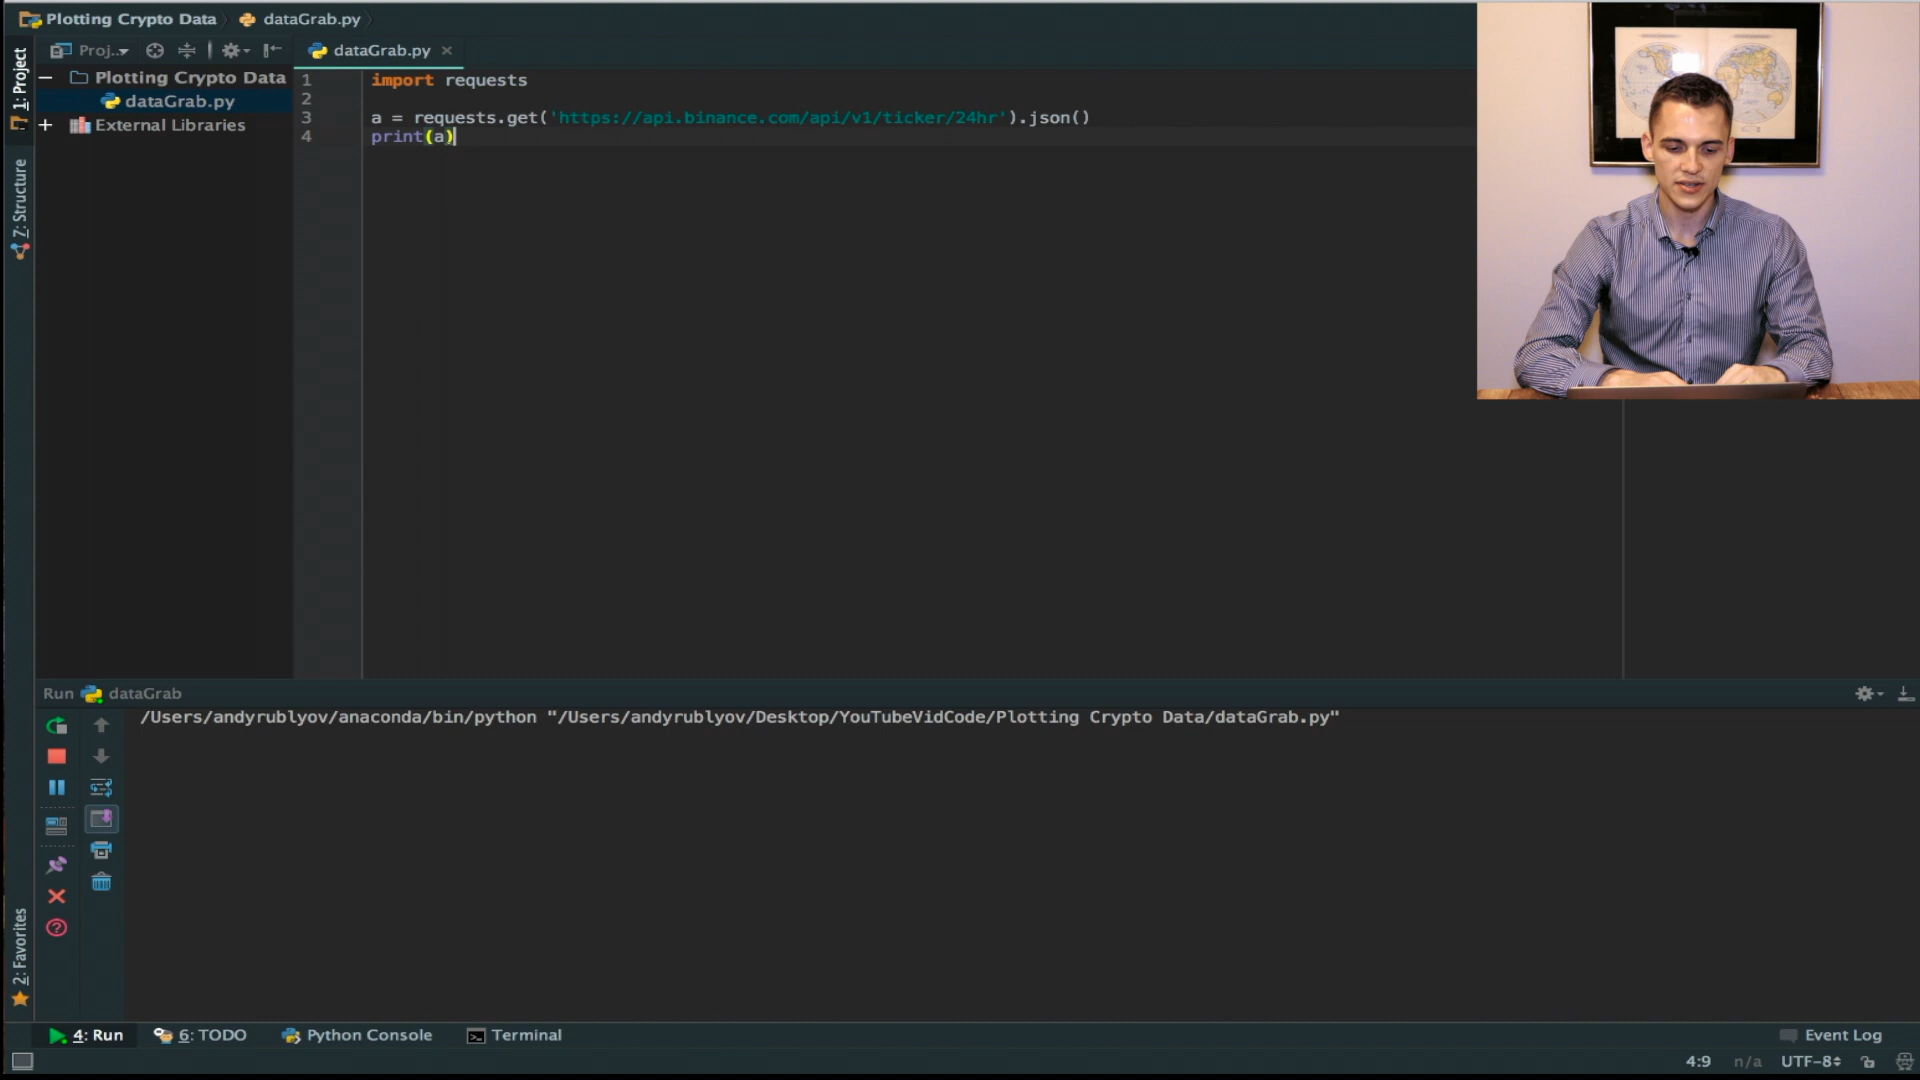 Plotting Crypto Data dataGrab.py
1: Project
Proj..
dataGrab.py
Plotting Crypto Data
dataGrab.py
External Libraries
7: Structure
1 import requests
2
3 a = requests.get('https://api.binance.com/api/v1/ticker/24hr').json()
4 print(a)
Run dataGrab
/Users/andyrublyov/anaconda/bin/python "/Users/andyrublyov/Desktop/YouTubeVidCode/Plotting Crypto Data/dataGrab.py"
2: Favorites
4: Run 6: TODO Python Console Terminal Event Log
4:9 n/a UTF-8